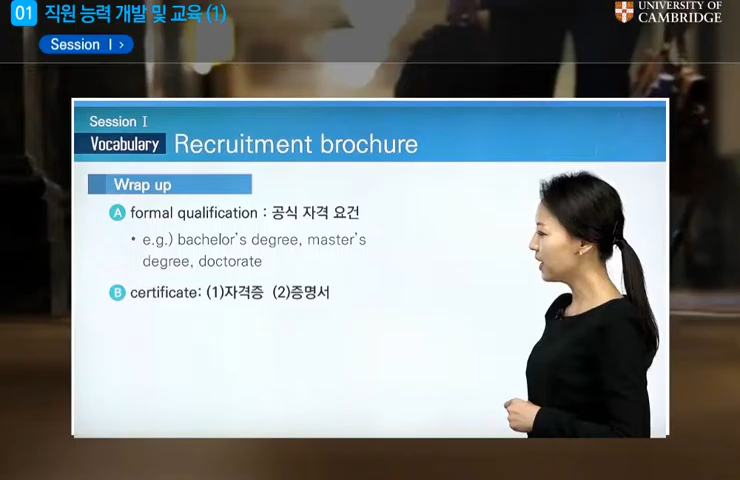 01 직원 능력 개발 및 교육 (1)
Session Ⅰ >
UNIVERSITY OF
CAMBRIDGE
Session Ⅰ
Vocabulary Recruitment brochure
Wrap up
A formal qualification : 공식 자격 요건
• e.g.) bachelor's degree, master's
degree, doctorate
B certificate: (1)자격증 (2)증명서